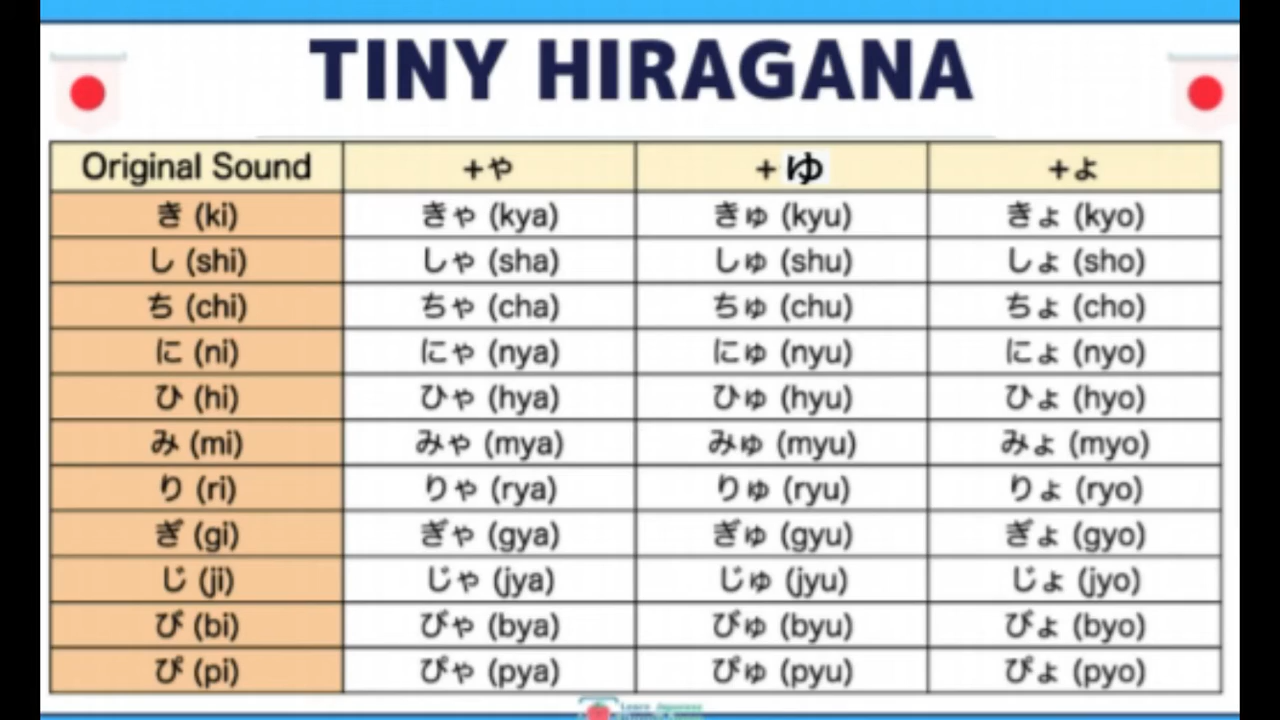 TINY HIRAGANA
Original Sound +ゃ +ゆ +ょ
き (ki) きゃ (kya) きゅ (kyu) きょ (kyo)
し (shi) しゃ (sha) しゅ (shu) しょ (sho)
ち (chi) ちゃ (cha) ちゅ (chu) ちょ (cho)
に (ni) にゃ (nya) にゅ (nyu) にょ (nyo)
ひ (hi) ひゃ (hya) ひゅ (hyu) ひょ (hyo)
み (mi) みゃ (mya) みゅ (myu) みょ (myo)
り (ri) りゃ (rya) りゅ (ryu) りょ (ryo)
ぎ (gi) ぎゃ (gya) ぎゅ (gyu) ぎょ (gyo)
じ (ji) じゃ (jya) じゅ (jyu) じょ (jyo)
び (bi) びゃ (bya) びゅ (byu) びょ (byo)
ぴ (pi) ぴゃ (pya) ぴゅ (pyu) ぴょ (pyo)
Learn Japanese